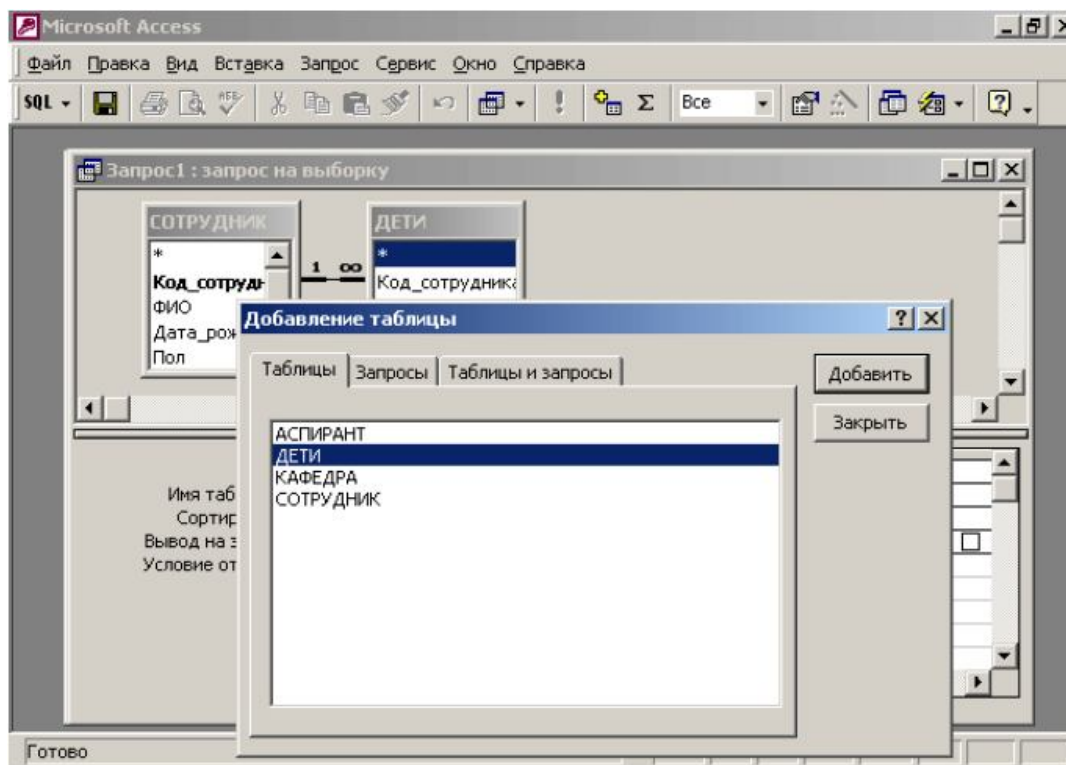 Microsoft Access
Файл Правка Вид Вставка Запрос Сервис Окно Справка
SQL Все
Запрос1 : запрос на выборку
СОТРУДНИК ДЕТИ
* *
1 ∞
Код_сотрудн Код_сотрудника
ФИО
Дата_рож
Пол
Добавление таблицы
Таблицы Запросы Таблицы и запросы
Добавить
Закрыть
АСПИРАНТ
ДЕТИ
КАФЕДРА
СОТРУДНИК
Имя таб
Сортир
Вывод на э
Условие от
Готово